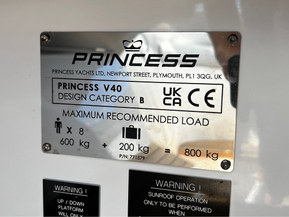 PRINCESS
PRINCESS YACHTS LTD, NEWPORT STREET, PLYMOUTH, PL1 3QG, UK
PRINCESS V40
DESIGN CATEGORY B
UK CA CE
MAXIMUM RECOMMENDED LOAD
X 8
600 kg + 200 kg = 800 kg
WARNING !
UP / DOWN
PLATFORM
WILL ONLY
WARNING !
SUNROOF OPERATION
ONLY TO BE PERFORMED
WHEN